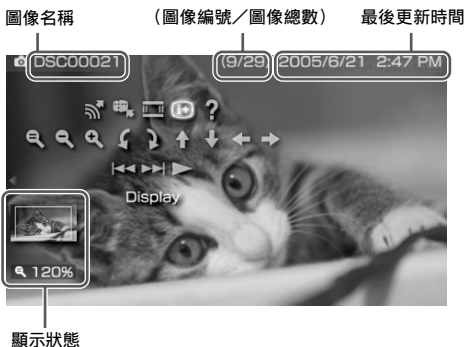 圖像名稱
（圖像編號／圖像總數）
最後更新時間
DSC00021
(9/29)
2005/6/21 2:47 PM
i+
?
Display
120%
顯示狀態